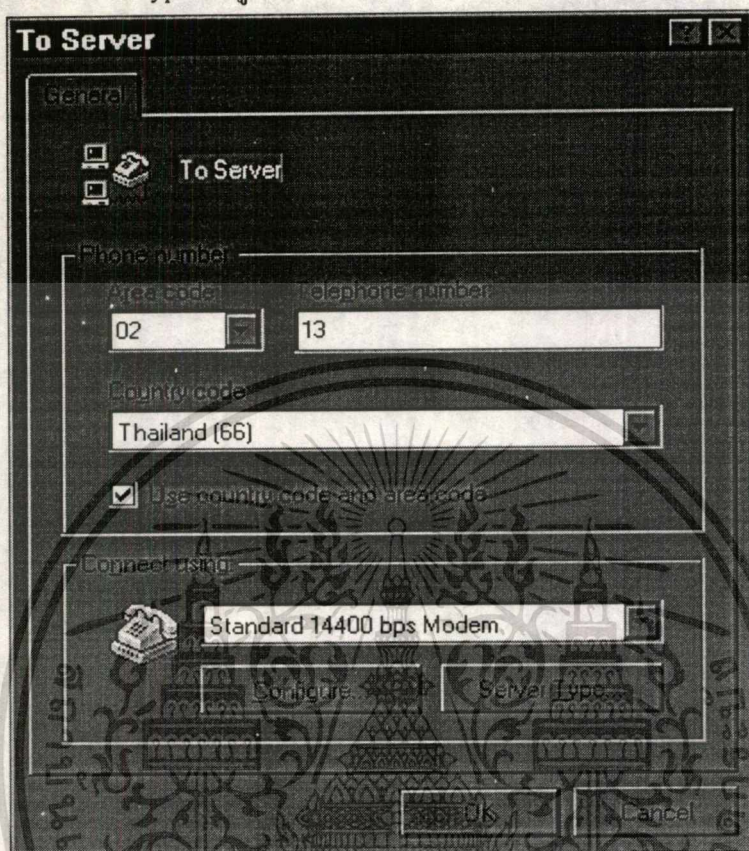 To Server
General
To Server
Phone number
Area code: Telephone number:
02 13
Country code:
Thailand (66)
Use country code and area code
Connect using:
Standard 14400 bps Modem
Configure... Server Type...
OK Cancel